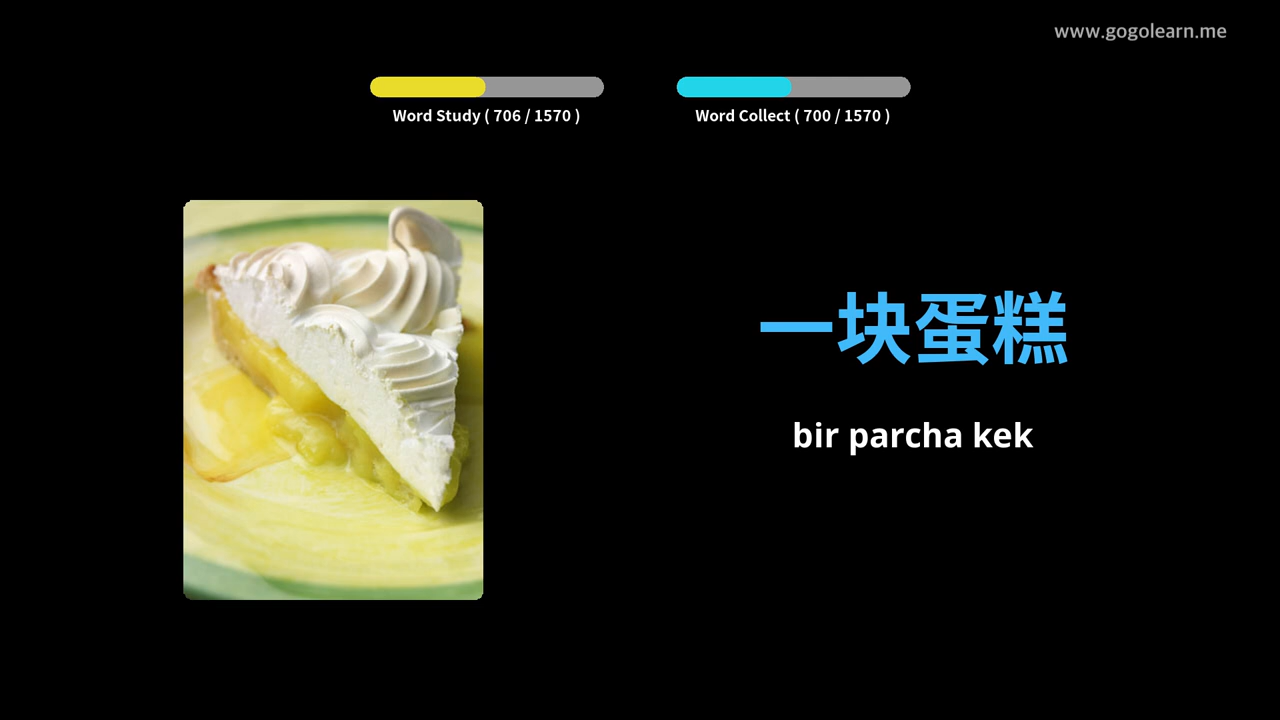 www.gogolearn.me
Word Study ( 706 / 1570 )
Word Collect ( 700 / 1570 )
一块蛋糕
bir parcha kek